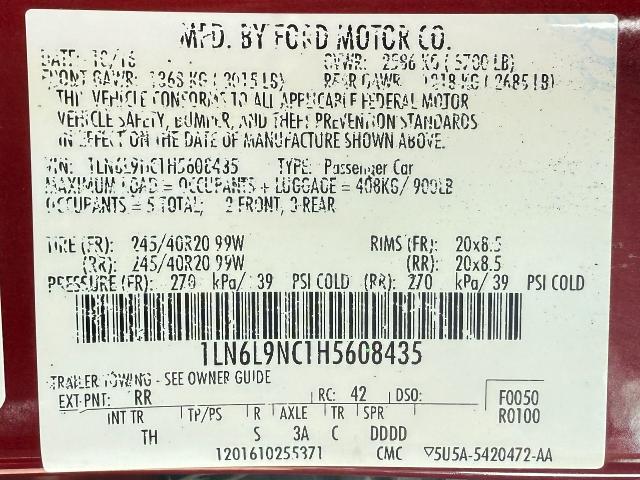 MFD. BY FORD MOTOR CO.
DATE: 10/16 GVWR: 2586 KG ( 5700 LB)
FRONT GAWR: 1368 KG ( 3015 LB) REAR GAWR: 1218 KG ( 2685 LB)
THIS VEHICLE CONFORMS TO ALL APPLICABLE FEDERAL MOTOR
VEHICLE SAFETY, BUMPER, AND THEFT PREVENTION STANDARDS
IN EFFECT ON THE DATE OF MANUFACTURE SHOWN ABOVE.
VIN: 1LN6L9NC1H5608435 TYPE: Passenger Car
MAXIMUM LOAD = OCCUPANTS + LUGGAGE = 408KG/ 900LB
OCCUPANTS = 5 TOTAL; 2 FRONT, 3 REAR
TIRE (FR): 245/40R20 99W RIMS (FR): 20x8.5
(RR): 245/40R20 99W (RR): 20x8.5
PRESSURE (FR): 270 kPa/ 39 PSI COLD (RR): 270 kPa/ 39 PSI COLD
1LN6L9NC1H5608435
TRAILER TOWING - SEE OWNER GUIDE
EXT PNT: RR RC: 42 DSO: F0050
R0100
INT TR TP/PS R AXLE TR SPR
TH S 3A C DDDD
1201610255371 CMC ▽5U5A-5420472-AA